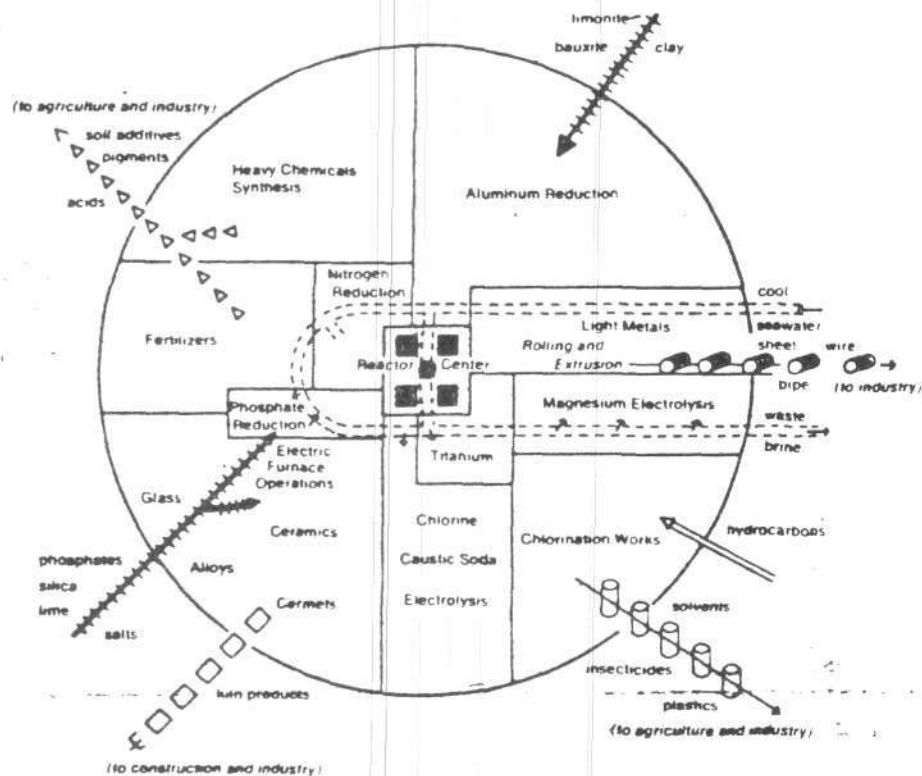 limonite
bauxite clay
(to agriculture and industry)
soil additives
pigments
acids
Heavy Chemicals
Synthesis
Aluminum Reduction
Nitrogen
Reduction
cool
seawater
Light Metals
Fertilizers
Rolling and
Extrusion
sheet wire
pipe
(to industry)
Reactor Center
Phosphate
Reduction
Magnesium Electrolysis
waste
brine
Electric
Furnace
Operations
Titanium
Glass
Ceramics
Chlorine
Caustic Soda
Electrolysis
Chlorination Works
hydrocarbons
phosphates
silica
lime
salts
Alloys
Cermets
solvents
insecticides
plastics
(to agriculture and industry)
kiln products
(to construction and industry)